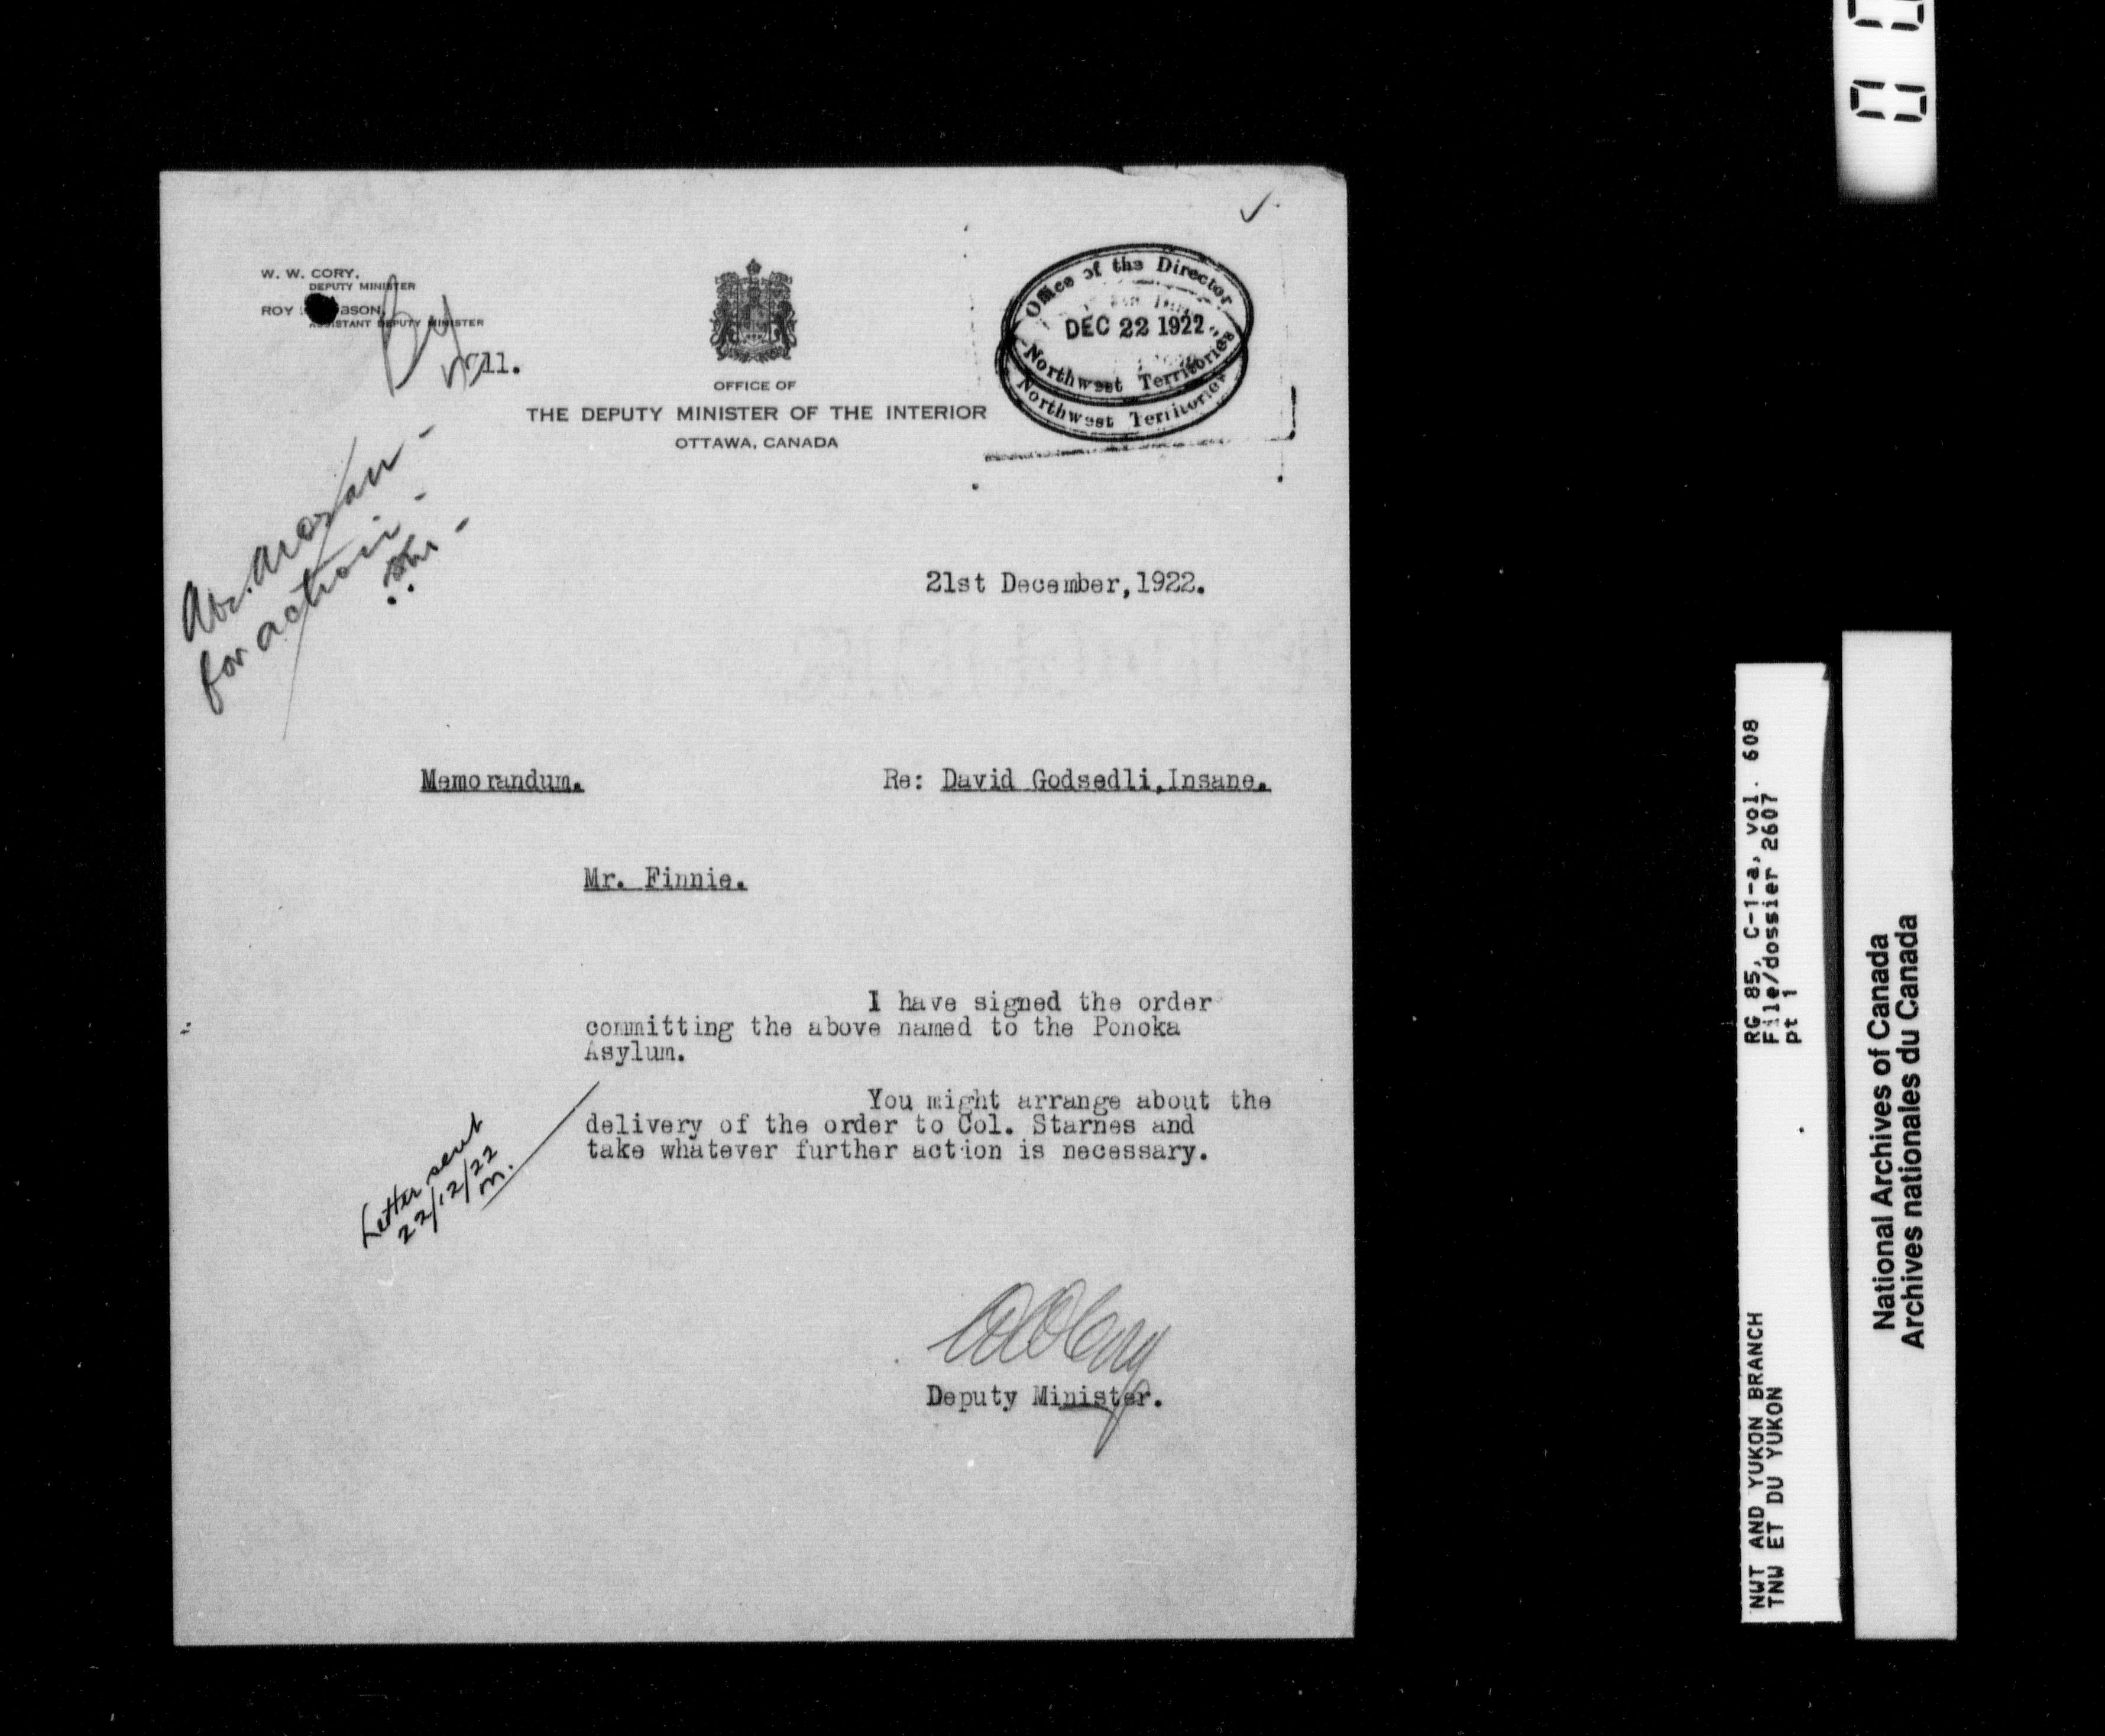 W. W. CORY,
DEPUTY MINISTER
ROY
ASSISTANT DEPUTY MINISTER
By
OFFICE OF
THE DEPUTY MINISTER OF THE INTERIOR
OTTAWA, CANADA
Office of the Director
DEC 22 1922
Northwest Territories
Northwest Territories
for action
21st December, 1922.
Memorandum.
Re: David Godsedli, Insane.
Mr. Finnie.
I have signed the order
committing the above named to the Ponoka
Asylum.
You might arrange about the
delivery of the order to Col. Starnes and
take whatever further action is necessary.
Letter sent
22/12/22
m.
WWCory
Deputy Minister.
RG 85, C-1-a, vol. 608
File/dossier 2607
pt 1
NWT AND YUKON BRANCH
TNW ET DU YUKON
National Archives of Canada
Archives nationales du Canada